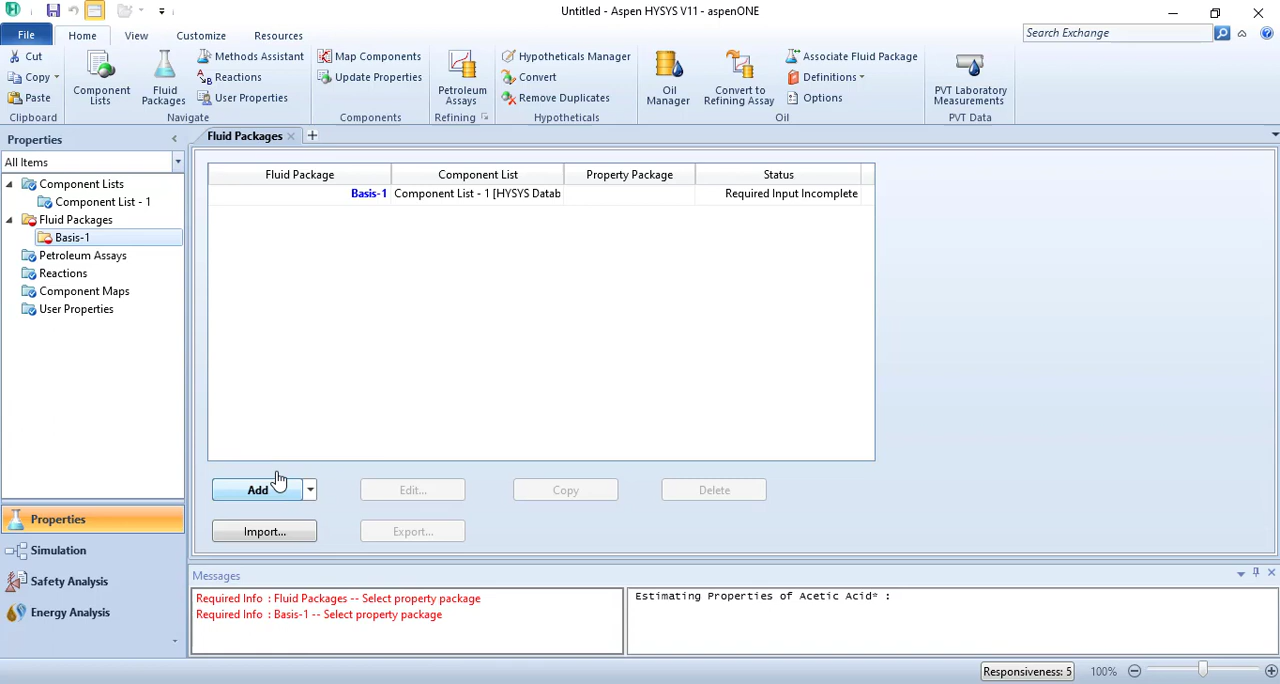 Untitled - Aspen HYSYS V11 - aspenONE
File
Home
View
Customize
Resources
Search Exchange
Cut
Copy
Paste
Clipboard
Component Lists
Fluid Packages
Methods Assistant
Reactions
User Properties
Navigate
Map Components
Update Properties
Components
Petroleum Assays
Refining
Hypotheticals Manager
Convert
Remove Duplicates
Hypotheticals
Oil Manager
Convert to Refining Assay
Associate Fluid Package
Definitions
Options
Oil
PVT Laboratory Measurements
PVT Data
Properties
All Items
Component Lists
Component List - 1
Fluid Packages
Basis-1
Petroleum Assays
Reactions
Component Maps
User Properties
Properties
Simulation
Safety Analysis
Energy Analysis
Fluid Packages
Fluid Package Component List Property Package Status
Basis-1 Component List - 1 [HYSYS Datab Required Input Incomplete
Add
Edit...
Copy
Delete
Import...
Export...
Messages
Required Info : Fluid Packages -- Select property package
Required Info : Basis-1 -- Select property package
Estimating Properties of Acetic Acid* :
Responsiveness: 5
100%